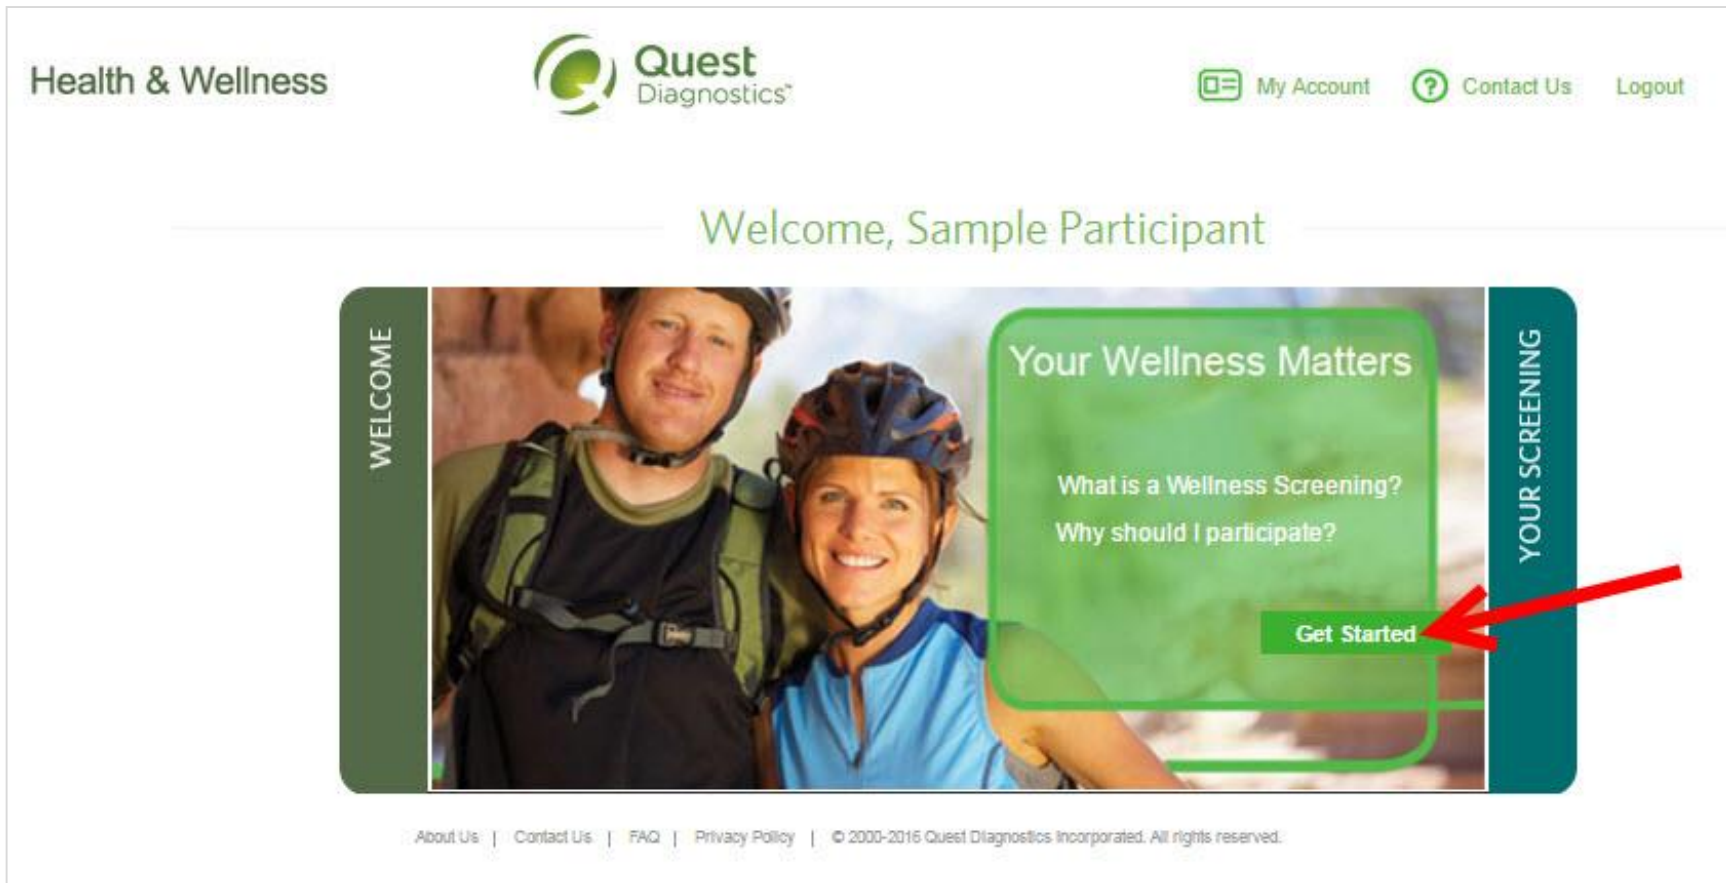 Health & Wellness
Quest
Diagnostics™
My Account
? Contact Us
Logout
Welcome, Sample Participant
WELCOME
Your Wellness Matters
What is a Wellness Screening?
Why should I participate?
Get Started
YOUR SCREENING
About Us | Contact Us | FAQ | Privacy Policy | © 2000-2016 Quest Diagnostics Incorporated. All rights reserved.